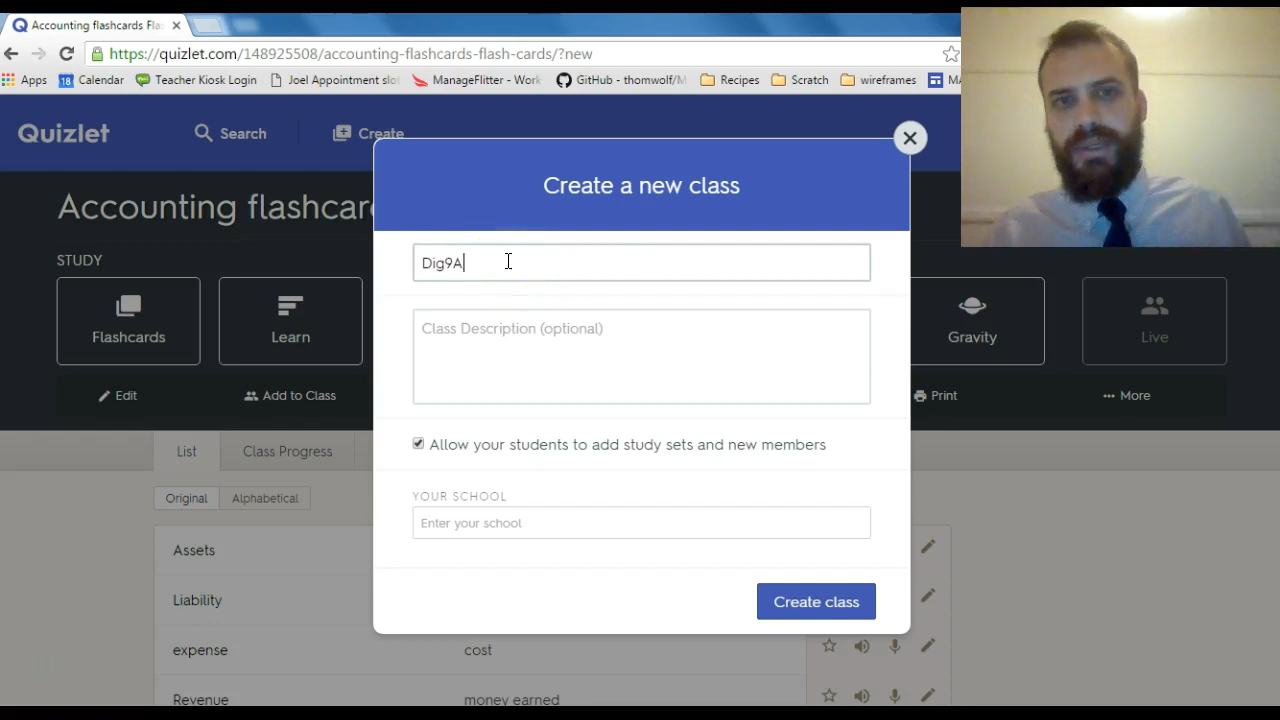 Accounting flashcards Fla
https://quizlet.com/148925508/accounting-flashcards-flash-cards/?new
Apps
18 Calendar
Teacher Kiosk Login
Joel Appointment slot
ManageFlitter - Work
GitHub - thomwolf/M
Recipes
Scratch
wireframes
Quizlet
Search
Create
Create a new class
Accounting flashcar
STUDY
Dig9A
Flashcards
Learn
Gravity
Live
Class Description (optional)
Edit
Add to Class
Print
More
Allow your students to add study sets and new members
List
Class Progress
Original
Alphabetical
YOUR SCHOOL
Enter your school
Assets
Liability
Create class
expense
cost
Revenue
money earned